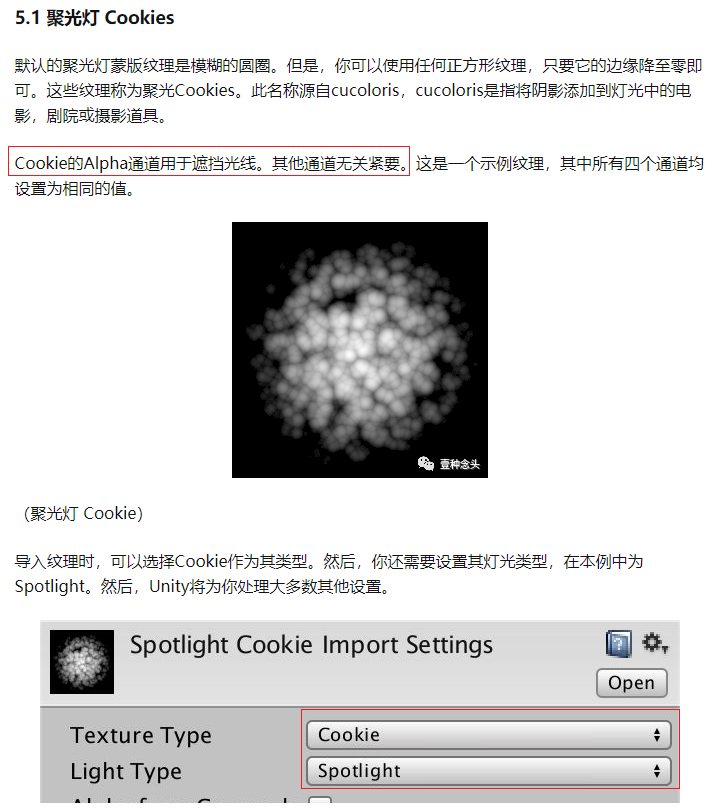 5.1 聚光灯 Cookies
默认的聚光灯蒙版纹理是模糊的圆圈。但是，你可以使用任何正方形纹理，只要它的边缘降至零即
可。这些纹理称为聚光Cookies。此名称源自cucoloris，cucoloris是指将阴影添加到灯光中的电
影，剧院或摄影道具。
Cookie的Alpha通道用于遮挡光线。其他通道无关紧要。这是一个示例纹理，其中所有四个通道均
设置为相同的值。
壹种念头
（聚光灯 Cookie）
导入纹理时，可以选择Cookie作为其类型。然后，你还需要设置其灯光类型，在本例中为
Spotlight。然后，Unity将为你处理大多数其他设置。
Spotlight Cookie Import Settings
Open
Texture Type Cookie
Light Type Spotlight